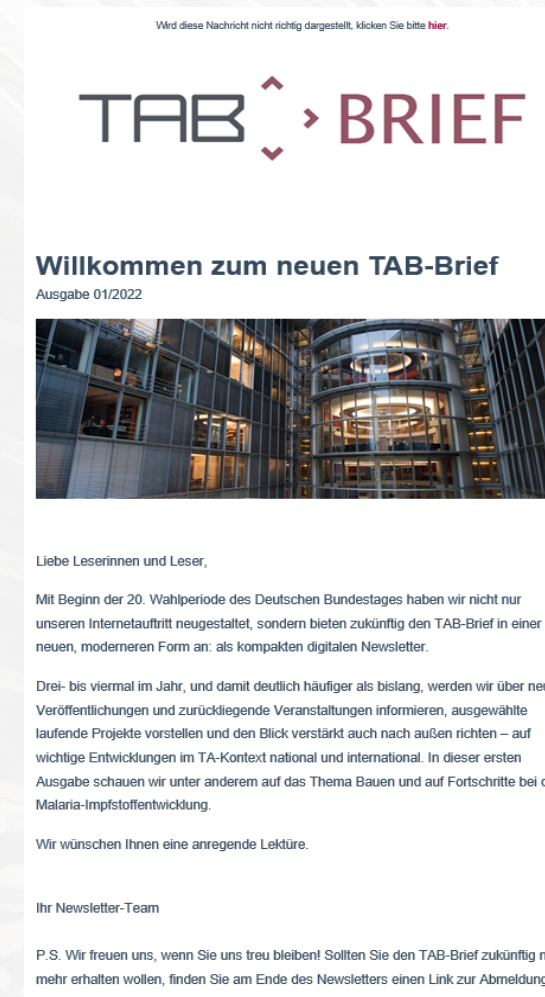 Wird diese Nachricht nicht richtig dargestellt, klicken Sie bitte hier.
TAB BRIEF
Willkommen zum neuen TAB-Brief
Ausgabe 01/2022
Liebe Leserinnen und Leser,
Mit Beginn der 20. Wahlperiode des Deutschen Bundestages haben wir nicht nur
unseren Internetauftritt neugestaltet, sondern bieten zukünftig den TAB-Brief in einer
neuen, moderneren Form an: als kompakten digitalen Newsletter.
Drei- bis viermal im Jahr, und damit deutlich häufiger als bislang, werden wir über
Veröffentlichungen und zurückliegende Veranstaltungen informieren, ausgewählte
laufende Projekte vorstellen und den Blick verstärkt auch nach außen richten – auf
wichtige Entwicklungen im TA-Kontext national und international. In dieser ersten
Ausgabe schauen wir unter anderem auf das Thema Bauen und auf Fortschritte bei
Malaria-Impfstoffentwicklung.
Wir wünschen Ihnen eine anregende Lektüre.
Ihr Newsletter-Team
P.S. Wir freuen uns, wenn Sie uns treu bleiben! Sollten Sie den TAB-Brief zukünftig
mehr erhalten wollen, finden Sie am Ende des Newsletters einen Link zur Abmeldung